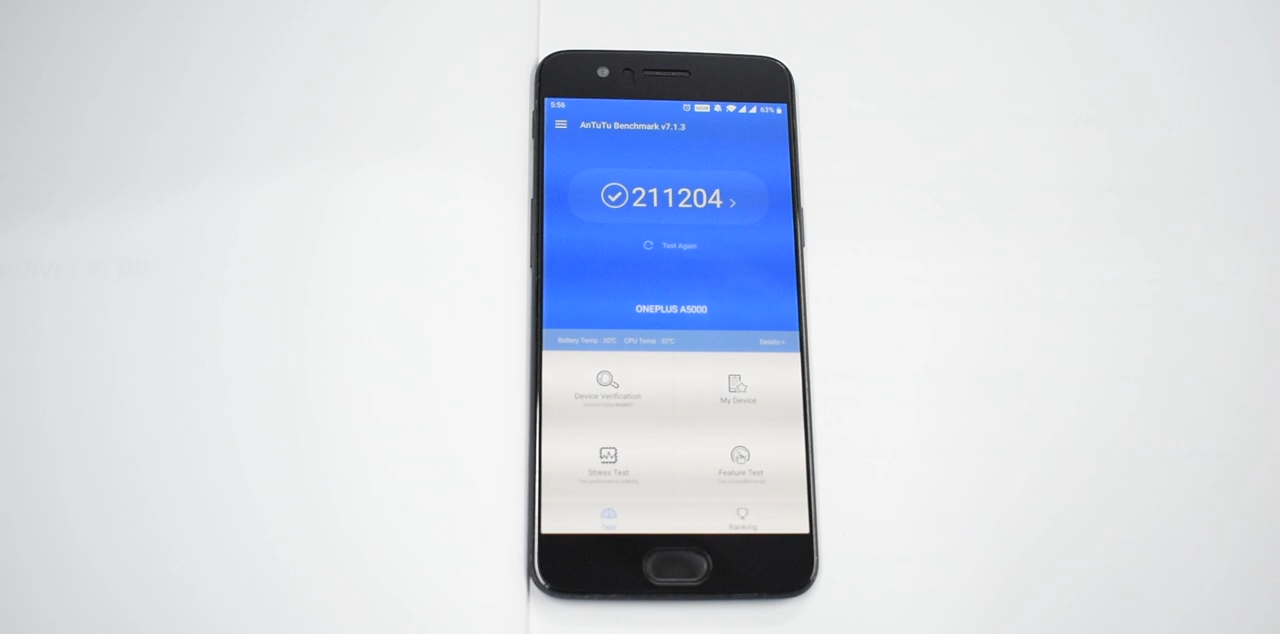 5:56 63%
AnTuTu Benchmark v7.1.3
211204
Test Again
ONEPLUS A5000
Battery Temp : 30℃ CPU Temp : 32℃ Details >
Device Verification
My Device
Stress Test
Feature Test
Test
Ranking